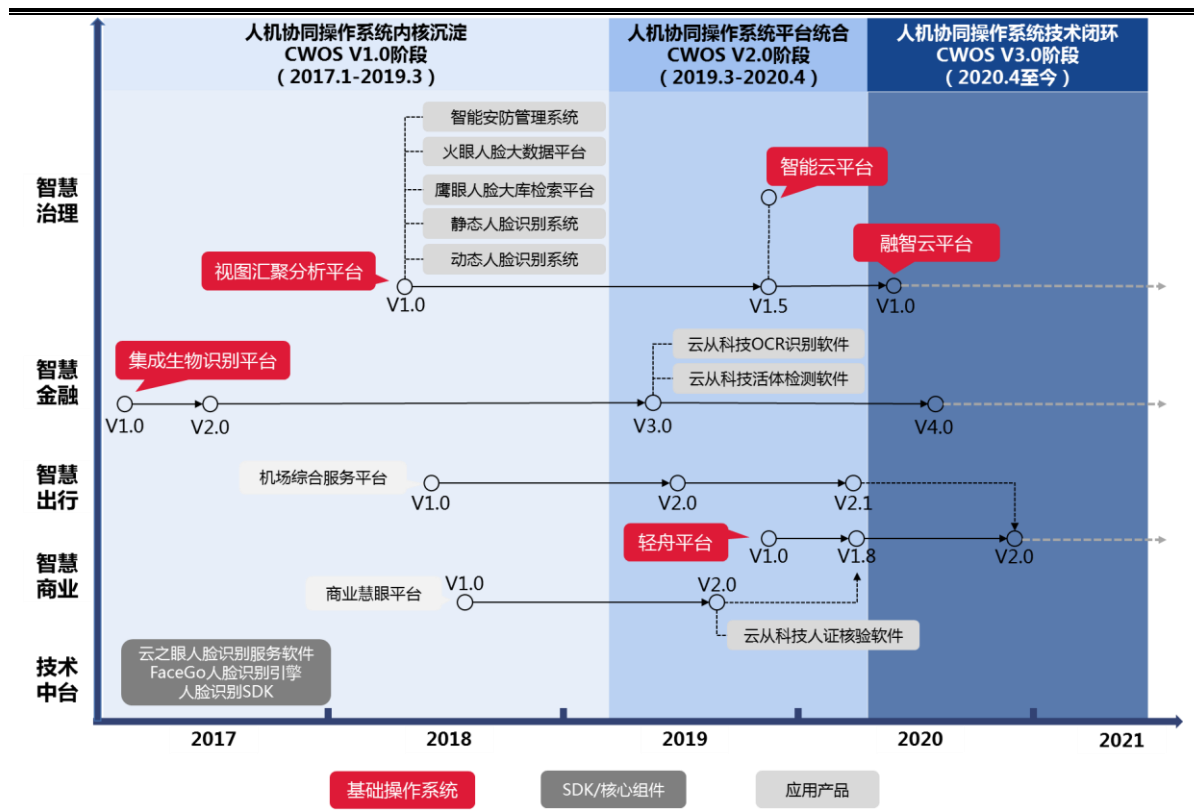 人机协同操作系统内核沉淀
CWOS V1.0阶段
（2017.1-2019.3）
人机协同操作系统平台统合
CWOS V2.0阶段
（2019.3-2020.4）
人机协同操作系统技术闭环
CWOS V3.0阶段
（2020.4至今）
智慧
治理
智能安防管理系统
火眼人脸大数据平台
鹰眼人脸大库检索平台
静态人脸识别系统
动态人脸识别系统
视图汇聚分析平台
V1.0
智能云平台
V1.5
融智云平台
V1.0
智慧
金融
集成生物识别平台
V1.0
V2.0
云从科技OCR识别软件
云从科技活体检测软件
V3.0
V4.0
智慧
出行
机场综合服务平台
V1.0
V2.0
V2.1
智慧
商业
轻舟平台
V1.0
V1.8
V2.0
商业慧眼平台
V1.0
V2.0
云从科技人证核验软件
技术
中台
云之眼人脸识别服务软件
FaceGo人脸识别引擎
人脸识别SDK
2017
2018
2019
2020
2021
基础操作系统
SDK/核心组件
应用产品